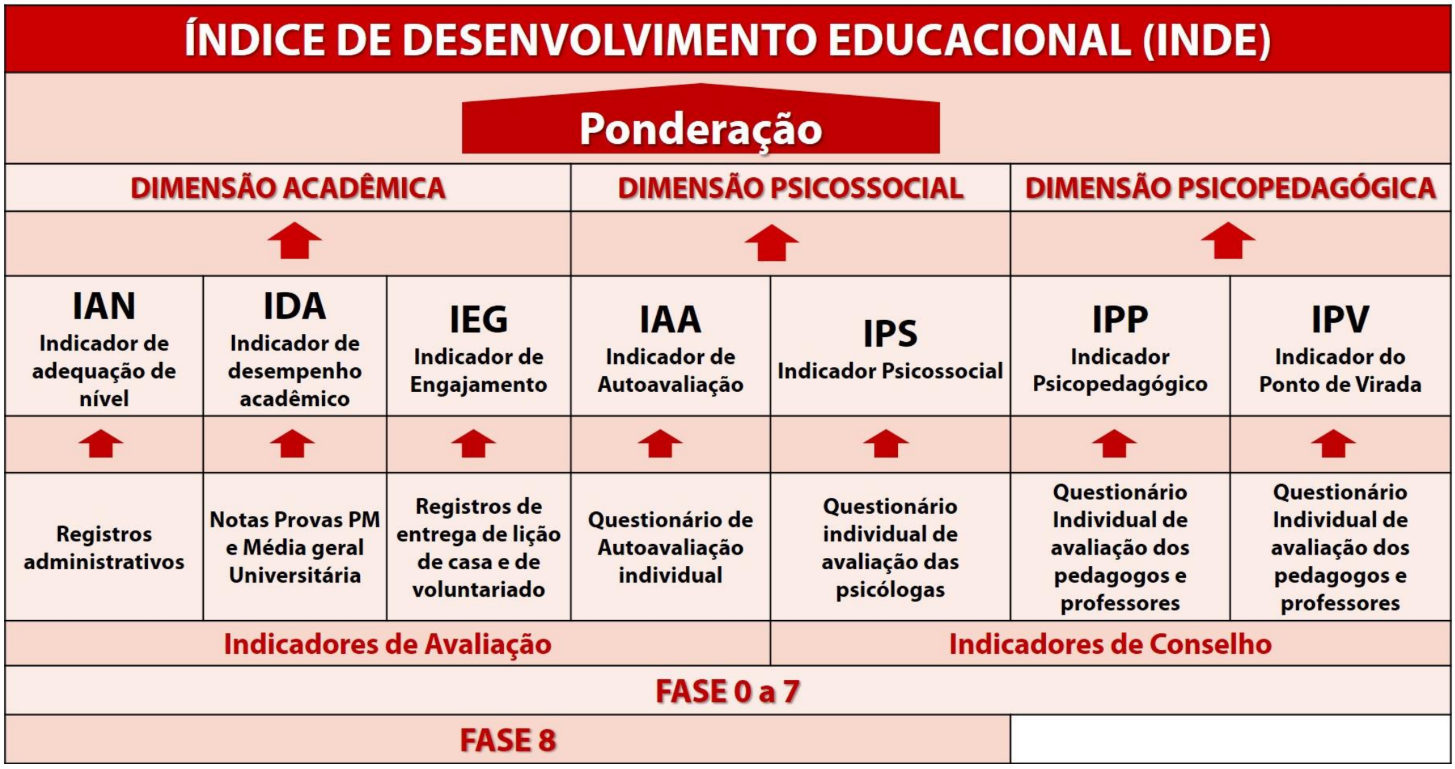 ÍNDICE DE DESENVOLVIMENTO EDUCACIONAL (INDE)
Ponderação
DIMENSÃO ACADÊMICA
DIMENSÃO PSICOSSOCIAL
DIMENSÃO PSICOPEDAGÓGICA
IAN
Indicador de
adequação de
nível
IDA
Indicador de
desempenho
acadêmico
IEG
Indicador de
Engajamento
IAA
Indicador de
Autoavaliação
IPS
Indicador Psicossocial
IPP
Indicador
Psicopedagógico
IPV
Indicador do
Ponto de Virada
Registros
administrativos
Notas Provas PM
e Média geral
Universitária
Registros de
entrega de lição
de casa e de
voluntariado
Questionário de
Autoavaliação
individual
Questionário
individual de
avaliação das
psicólogas
Questionário
Individual de
avaliação dos
pedagogos e
professores
Questionário
Individual de
avaliação dos
pedagogos e
professores
Indicadores de Avaliação
Indicadores de Conselho
FASE 0 a 7
FASE 8